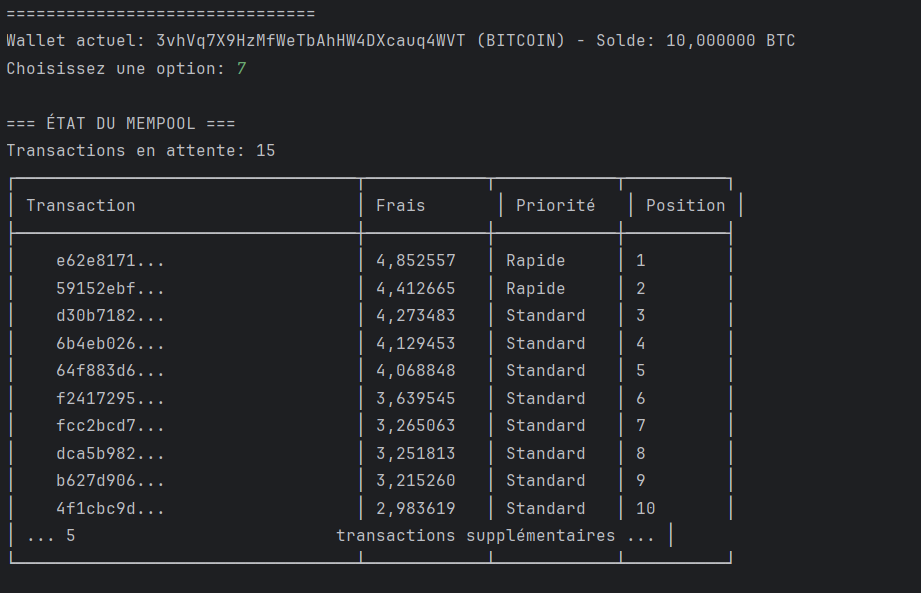 ===============================
Wallet actuel: 3vhVq7X9HzMfWeTbAhHW4DXcauq4WVT (BITCOIN) - Solde: 10,000000 BTC
Choisissez une option: 7
=== ÉTAT DU MEMPOOL ===
Transactions en attente: 15
Transaction Frais Priorité Position
e62e8171... 4,852557 Rapide 1
59152ebf... 4,412665 Rapide 2
d30b7182... 4,273483 Standard 3
6b4eb026... 4,129453 Standard 4
64f883d6... 4,068848 Standard 5
f2417295... 3,639545 Standard 6
fcc2bcd7... 3,265063 Standard 7
dca5b982... 3,251813 Standard 8
b627d906... 3,215260 Standard 9
4f1cbc9d... 2,983619 Standard 10
... 5 transactions supplémentaires ...